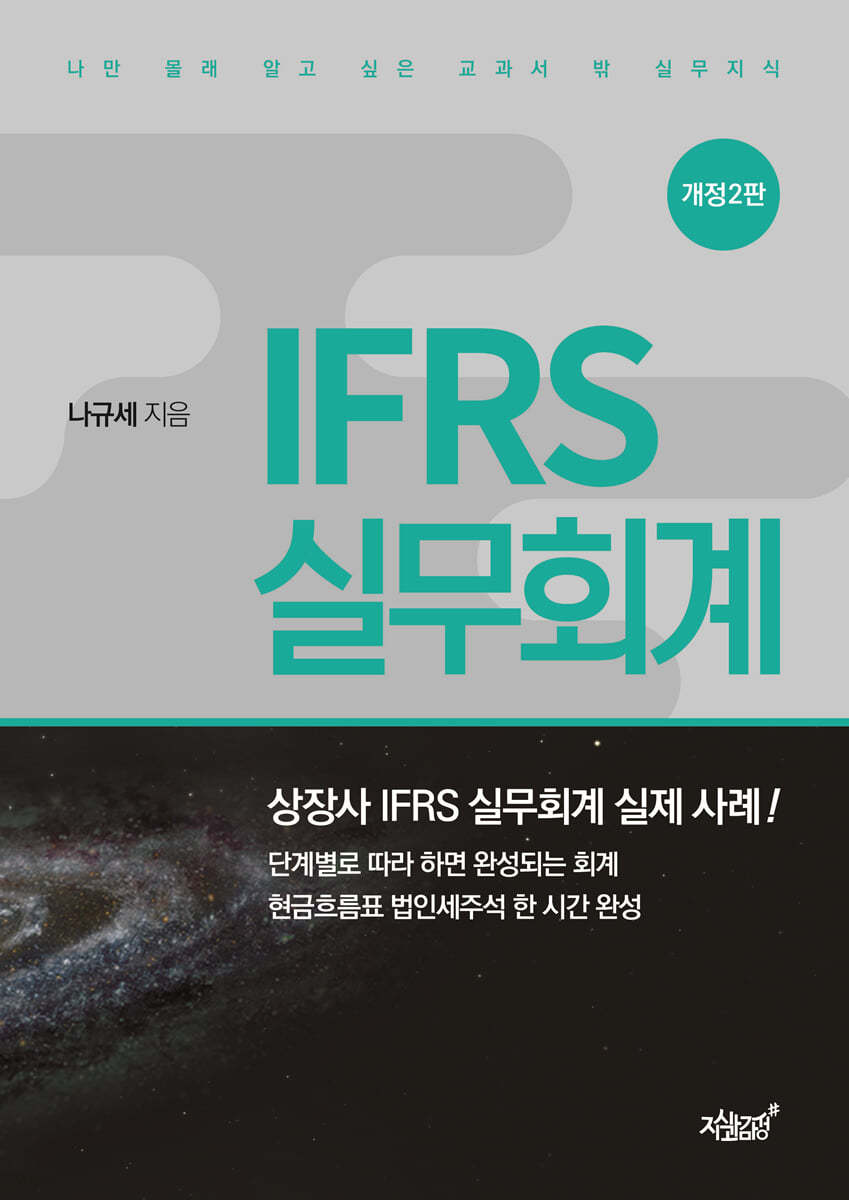 나만 몰래 알고 싶은 교과서 밖 실무지식
개정2판
IFRS
나규세 지음
실무회계
상장사 IFRS 실무회계 실제 사례!
단계별로 따라 하면 완성되는 회계
현금흐름표 법인세주석 한 시간 완성
지식과감정#